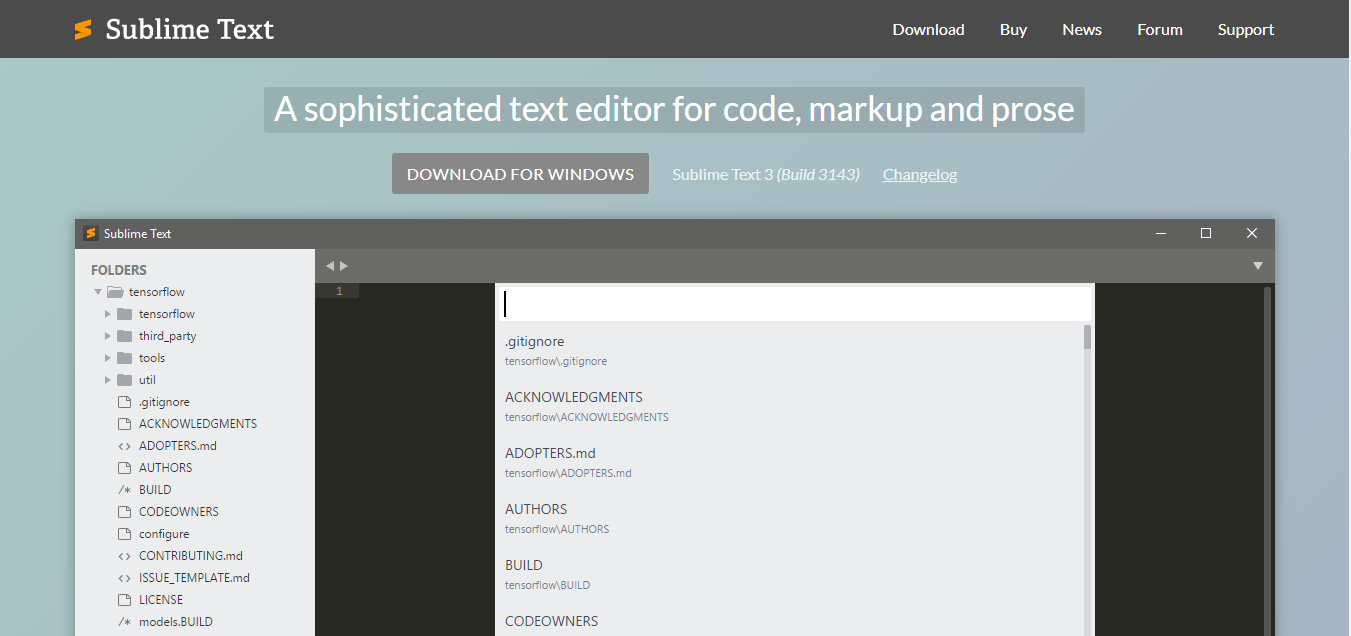 Sublime Text
Download Buy News Forum Support
A sophisticated text editor for code, markup and prose
DOWNLOAD FOR WINDOWS Sublime Text 3 (Build 3143) Changelog
Sublime Text
FOLDERS
tensorflow
tensorflow
third_party
tools
util
.gitignore
ACKNOWLEDGMENTS
<> ADOPTERS.md
AUTHORS
/* BUILD
CODEOWNERS
configure
<> CONTRIBUTING.md
<> ISSUE_TEMPLATE.md
LICENSE
/* models.BUILD
1
.gitignore
tensorflow\.gitignore
ACKNOWLEDGMENTS
tensorflow\ACKNOWLEDGMENTS
ADOPTERS.md
tensorflow\ADOPTERS.md
AUTHORS
tensorflow\AUTHORS
BUILD
tensorflow\BUILD
CODEOWNERS